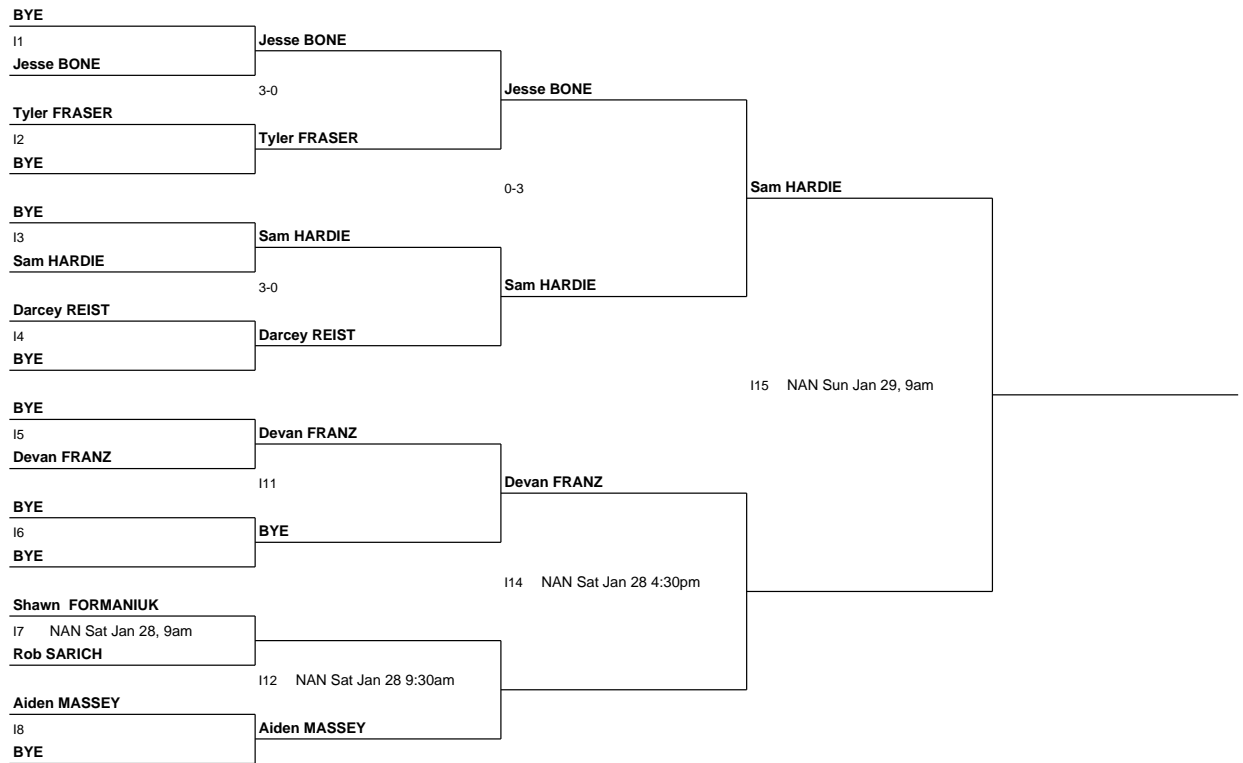 BYE
I1
Jesse BONE
Jesse BONE
3-0
Jesse BONE
Tyler FRASER
I2
Tyler FRASER
BYE
0-3
Sam HARDIE
BYE
I3
Sam HARDIE
Sam HARDIE
3-0
Sam HARDIE
Darcey REIST
I4
Darcey REIST
BYE
I15 NAN Sun Jan 29, 9am
BYE
I5
Devan FRANZ
Devan FRANZ
I11
Devan FRANZ
BYE
I6
BYE
BYE
I14 NAN Sat Jan 28 4:30pm
Shawn FORMANIUK
I7 NAN Sat Jan 28, 9am
Rob SARICH
I12 NAN Sat Jan 28 9:30am
Aiden MASSEY
I8
Aiden MASSEY
BYE